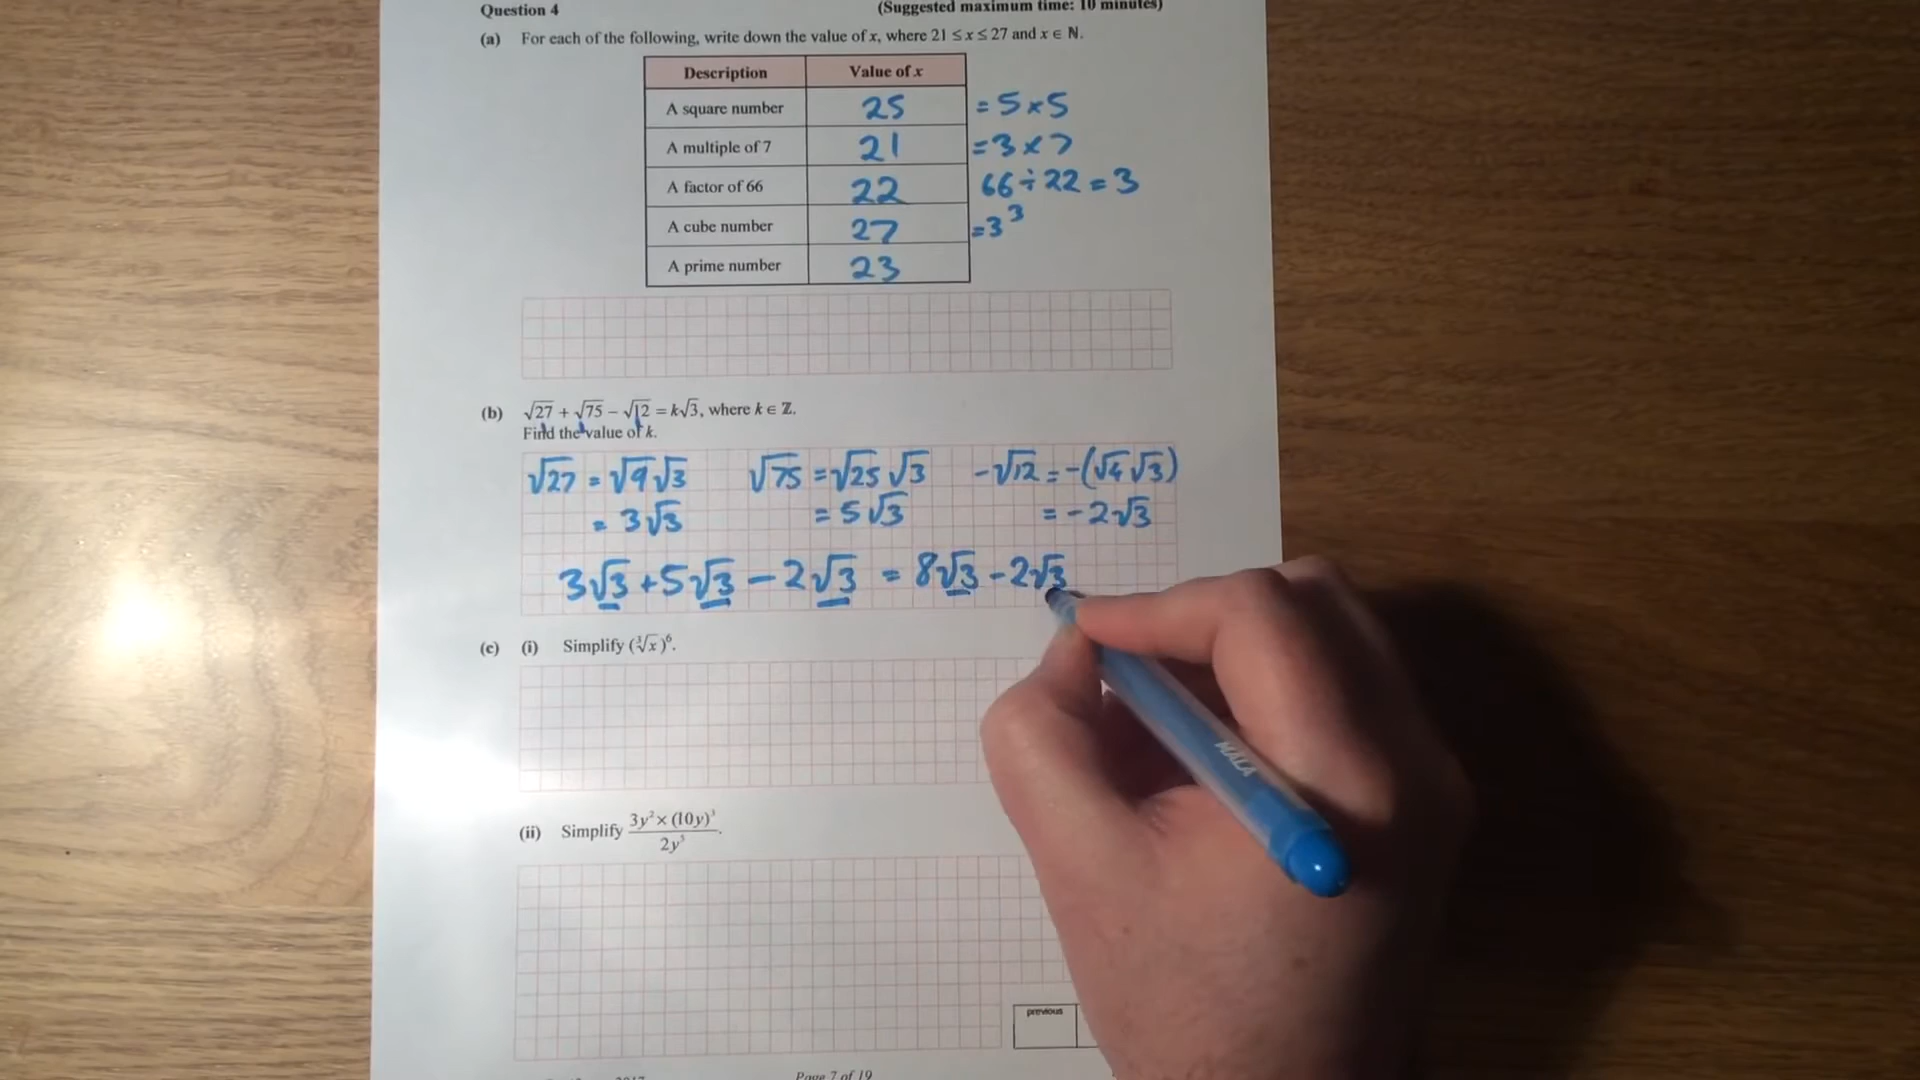 Question 4 (Suggested maximum time: 10 minutes)
(a) For each of the following, write down the value of x, where 21 ≤ x ≤ 27 and x ∈ ℕ.
Description Value of x
A square number 25 = 5 × 5
A multiple of 7 21 = 3 × 7
A factor of 66 22 66 ÷ 22 = 3
A cube number 27 = 3³
A prime number 23
(b) √27 + √75 − √12 = k√3, where k ∈ ℤ.
Find the value of k.
√27 = √9√3 √75 = √25√3 −√12 = −(√4√3)
= 3√3 = 5√3 = −2√3
3√3 + 5√3 − 2√3 = 8√3 − 2√3
(c) (i) Simplify (∛x)⁶.
(ii) Simplify 3y² × (10y)³ / 2y⁵.
previous
Page 7 of 19
MALA